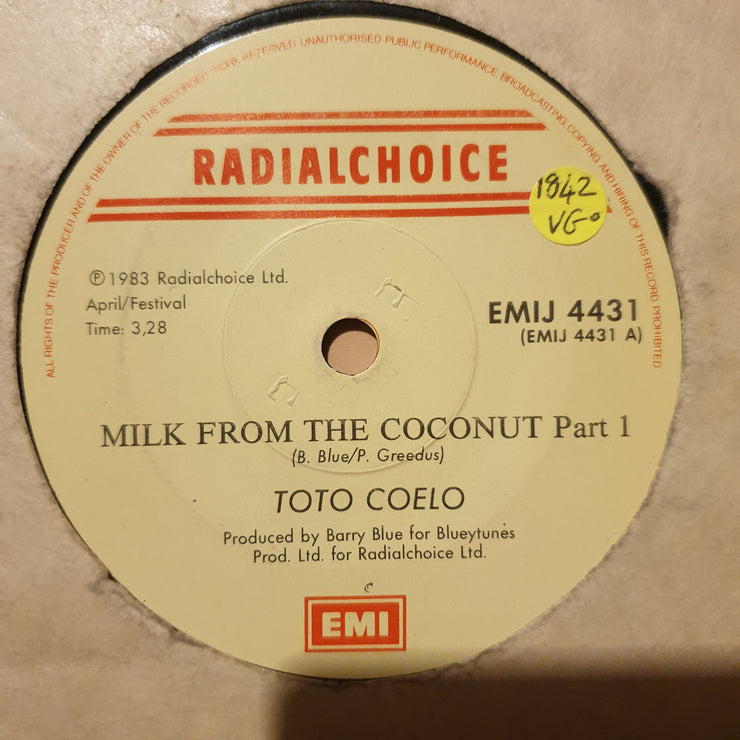 ALL RIGHTS OF THE PRODUCER AND OF THE OWNER OF THE RECORDED WORK RESERVED UNAUTHORISED PUBLIC PERFORMANCE, BROADCASTING, COPYING AND HIRING OF THIS RECORD PROHIBITED
RADIALCHOICE
1842
VG
℗ 1983 Radialchoice Ltd.
April/Festival
Time: 3,28
EMIJ 4431
(EMIJ 4431 A)
MILK FROM THE COCONUT Part 1
(B. Blue/P. Greedus)
TOTO COELO
Produced by Barry Blue for Blueytunes
Prod. Ltd. for Radialchoice Ltd.
EMI